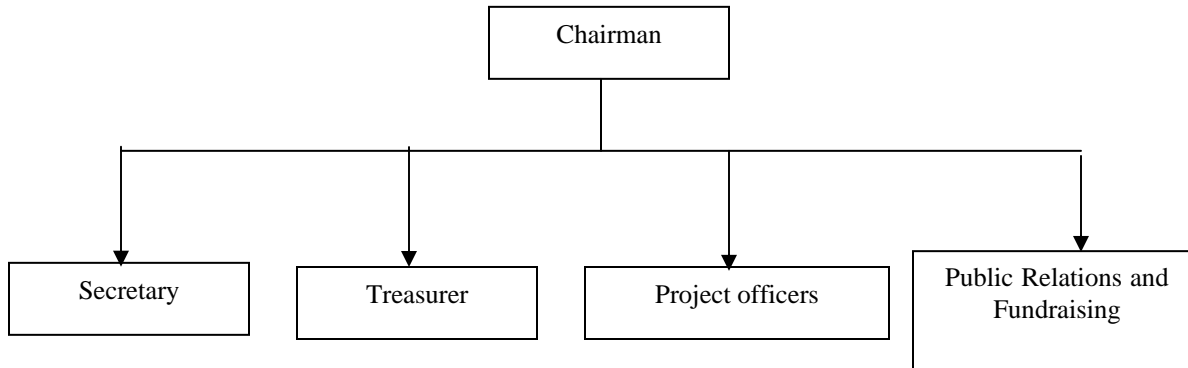 Chairman
Secretary
Treasurer
Project officers
Public Relations and
Fundraising